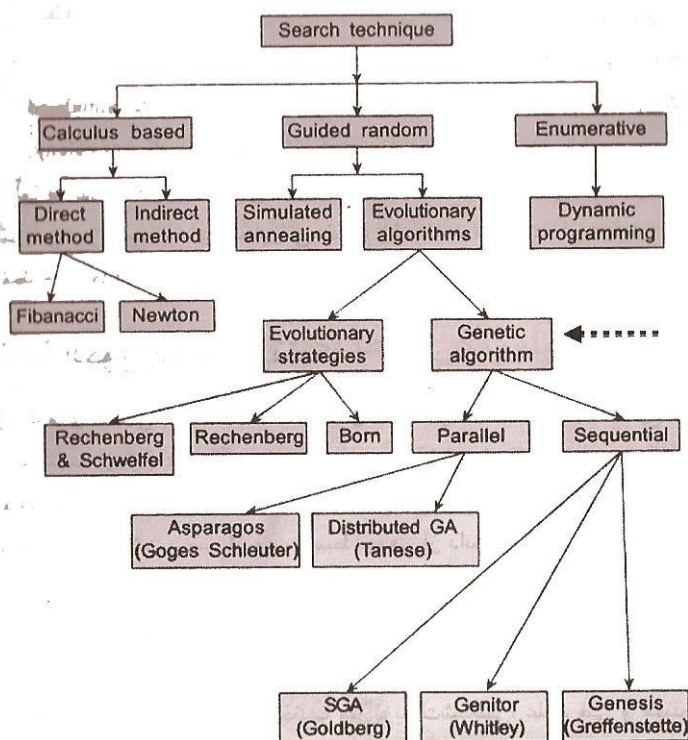 Search technique
Calculus based
Guided random
Enumerative
Direct
method
Indirect
method
Simulated
annealing
Evolutionary
algorithms
Dynamic
programming
Fibanacci
Newton
Evolutionary
strategies
Genetic
algorithm
Rechenberg
& Schwelfel
Rechenberg
Born
Parallel
Sequential
Asparagos
(Goges Schleuter)
Distributed GA
(Tanese)
SGA
(Goldberg)
Genitor
(Whitley)
Genesis
(Greffenstette)